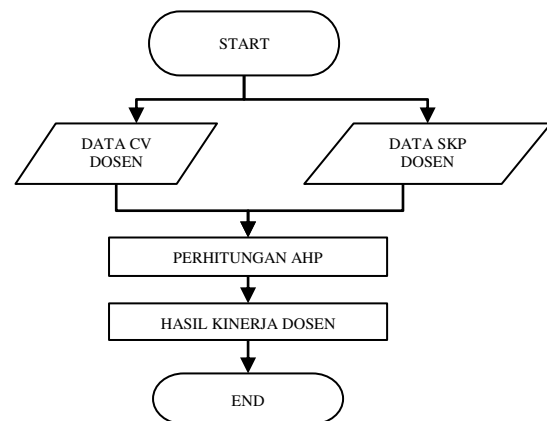 START
DATA CV
DOSEN
DATA SKP
DOSEN
PERHITUNGAN AHP
HASIL KINERJA DOSEN
END